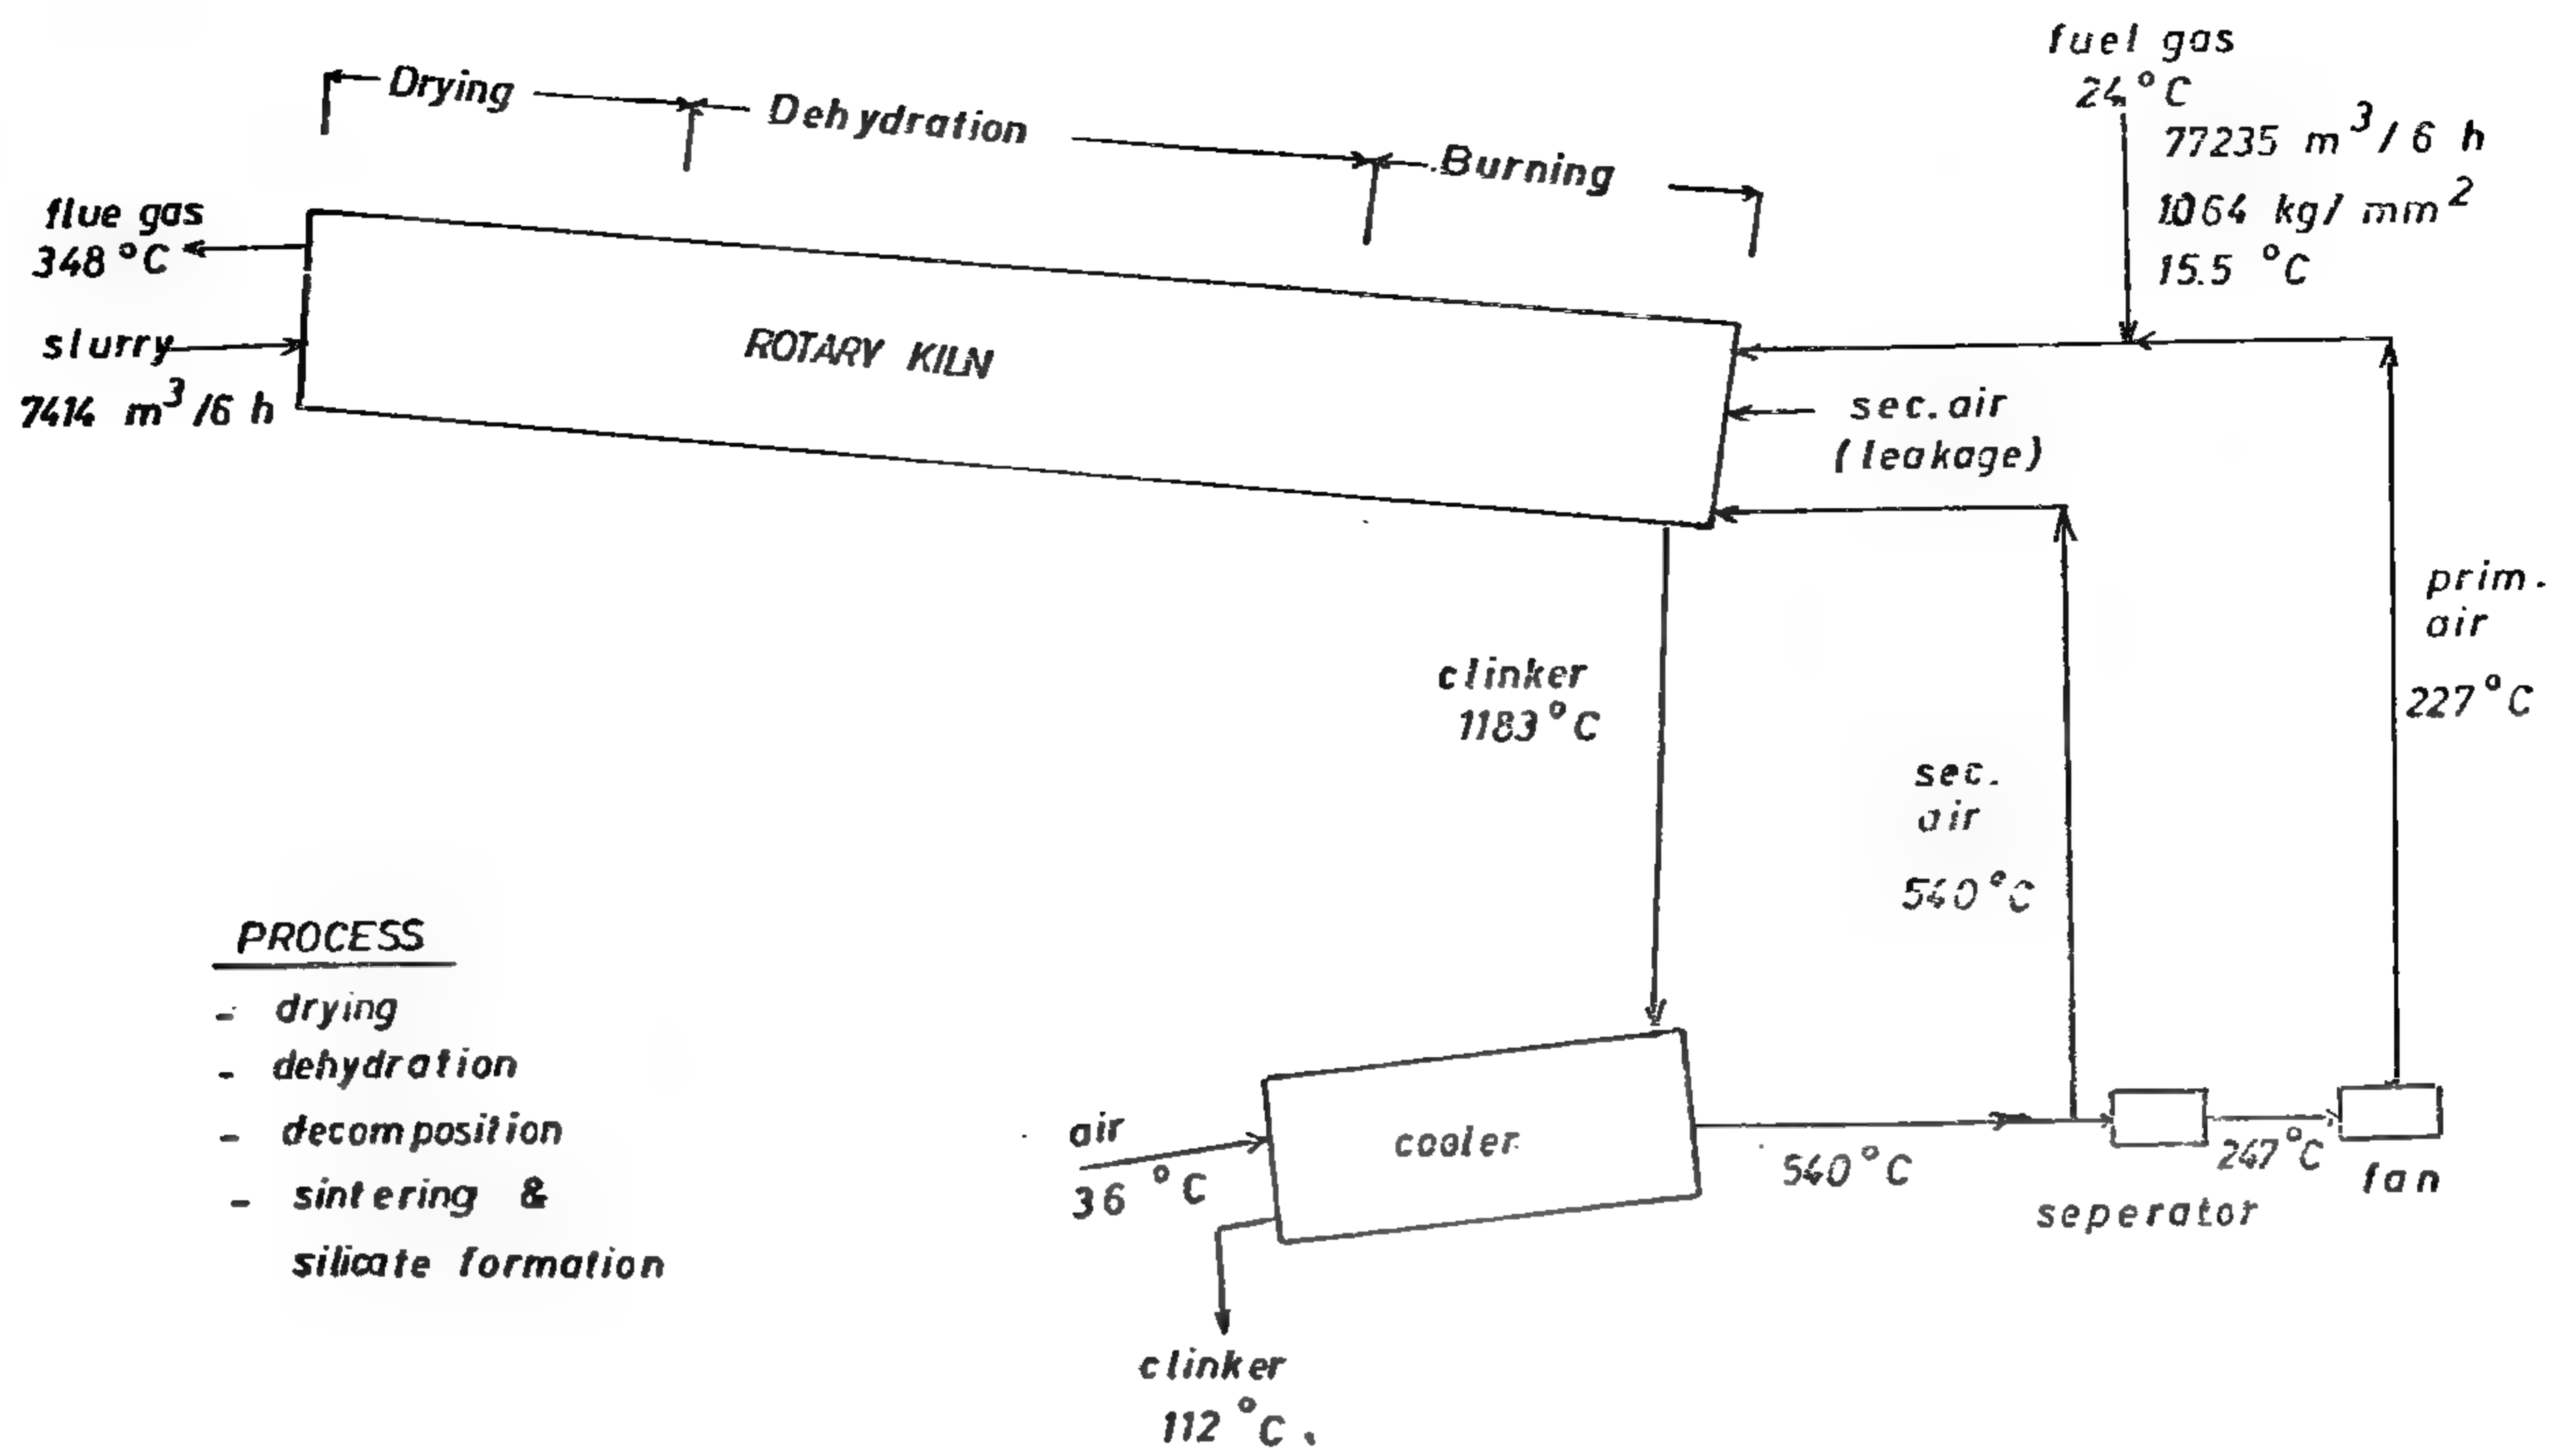 fuel gas
24 °C
77235 m³/6 h
1064 kg/mm²
15.5 °C
Drying
Dehydration
Burning
flue gas
348 °C
slurry
7414 m³/6 h
ROTARY KILN
sec. air
(leakage)
prim.
air
227 °C
clinker
1183 °C
sec.
air
540 °C
PROCESS
- drying
- dehydration
- decomposition
- sintering &
silicate formation
air
36 °C
cooler
540 °C
247 °C
seperator
fan
clinker
112 °C.